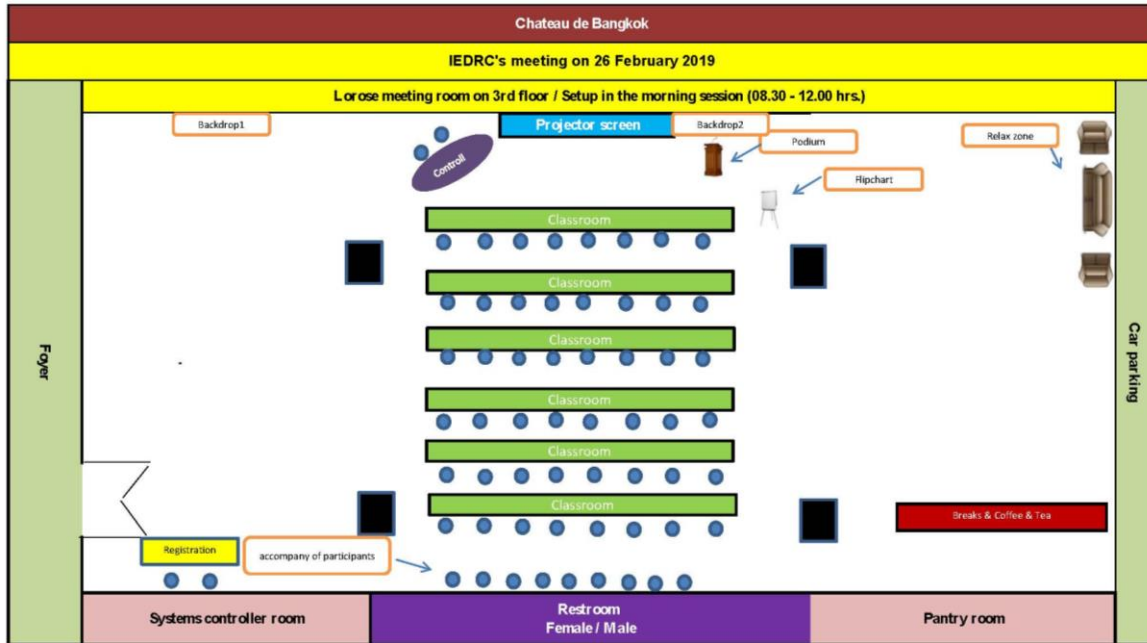 Chateau de Bangkok
IEDRC's meeting on 26 February 2019
Lorose meeting room on 3rd floor / Setup in the morning session (08.30 - 12.00 hrs.)
Backdrop1
Projector screen
Backdrop2
Controll
Podium
Relax zone
Flipchart
Classroom
Classroom
Classroom
Foyer
Car parking
Classroom
Classroom
Classroom
Breaks & Coffee & Tea
Registration
accompany of participants
Systems controller room
Restroom
Female / Male
Pantry room